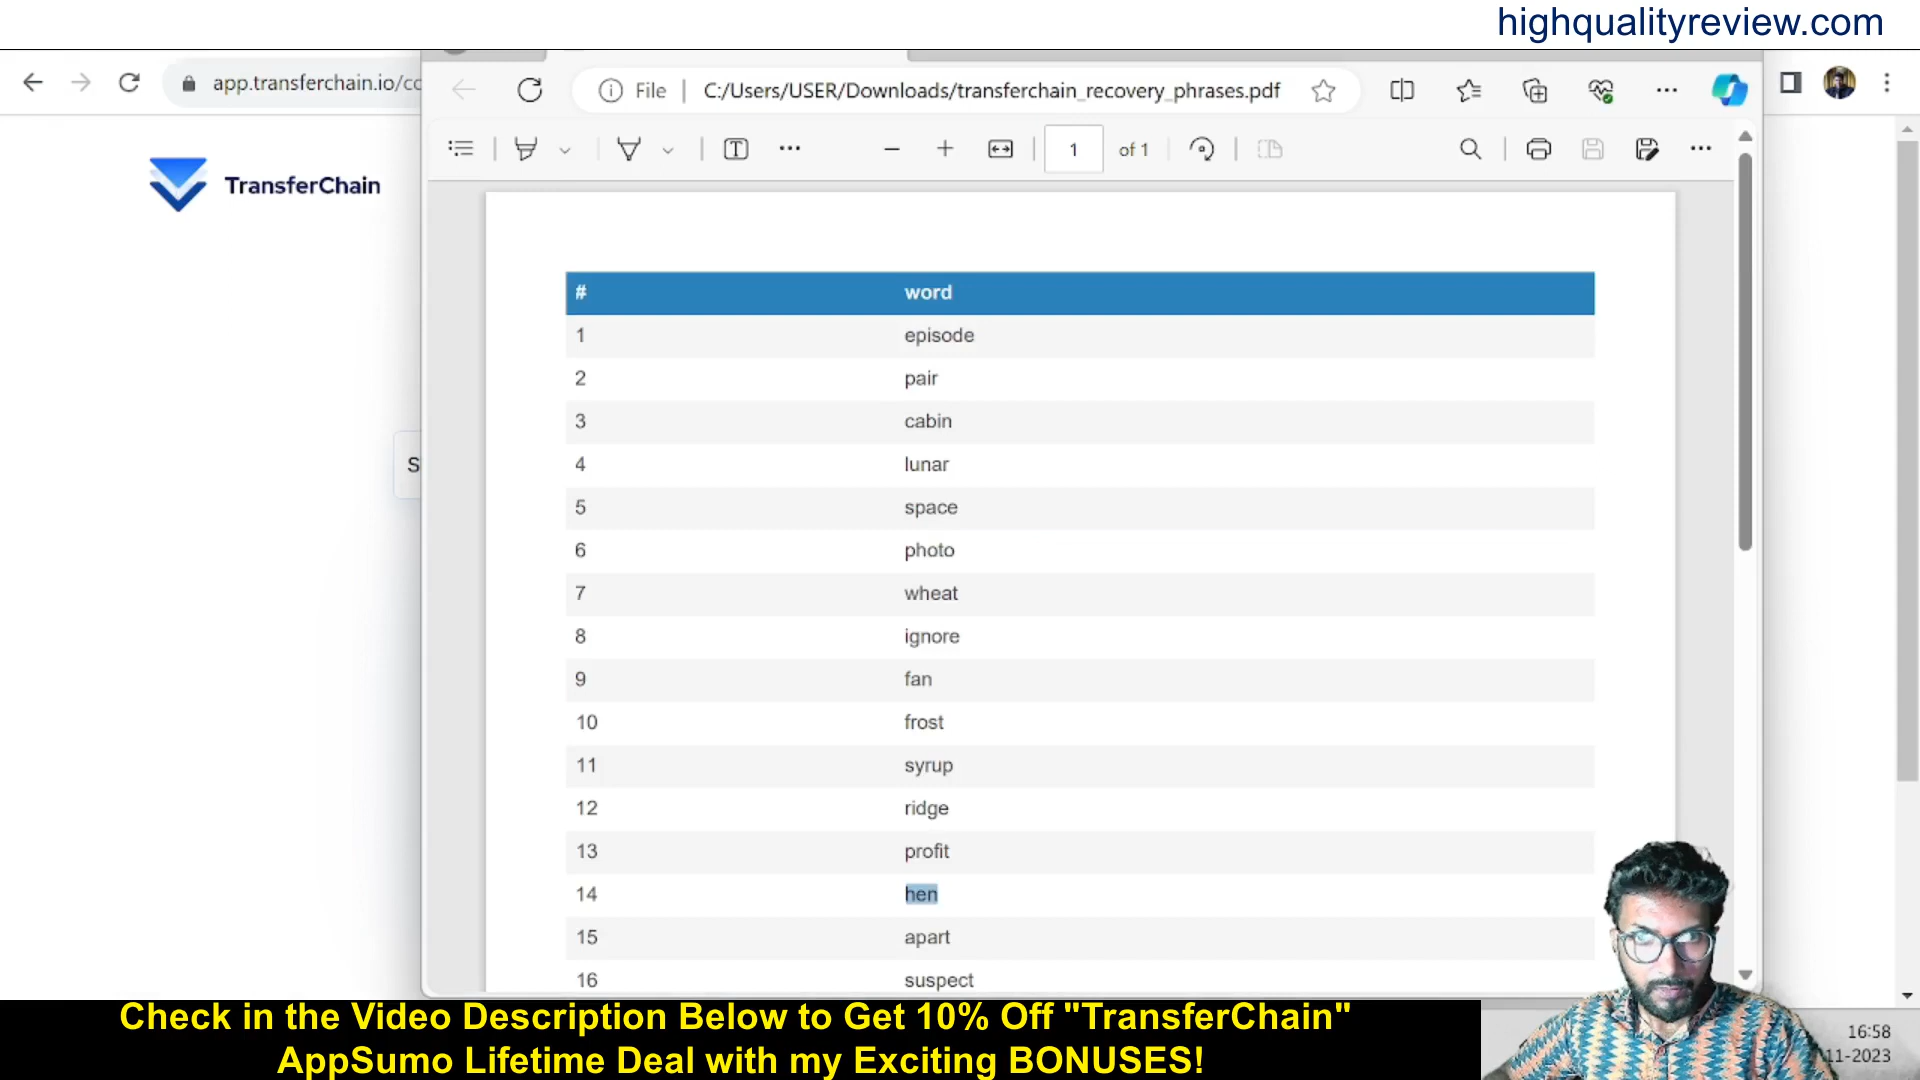 highqualityreview.com
app.transferchain.io/cc
File
C:/Users/USER/Downloads/transferchain_recovery_phrases.pdf
1 of 1
TransferChain
# word
1 episode
2 pair
3 cabin
4 lunar
S
5 space
6 photo
7 wheat
8 ignore
9 fan
10 frost
11 syrup
12 ridge
13 profit
14 hen
15 apart
16 suspect
Check in the Video Description Below to Get 10% Off "TransferChain"
AppSumo Lifetime Deal with my Exciting BONUSES!
16:58
11-2023